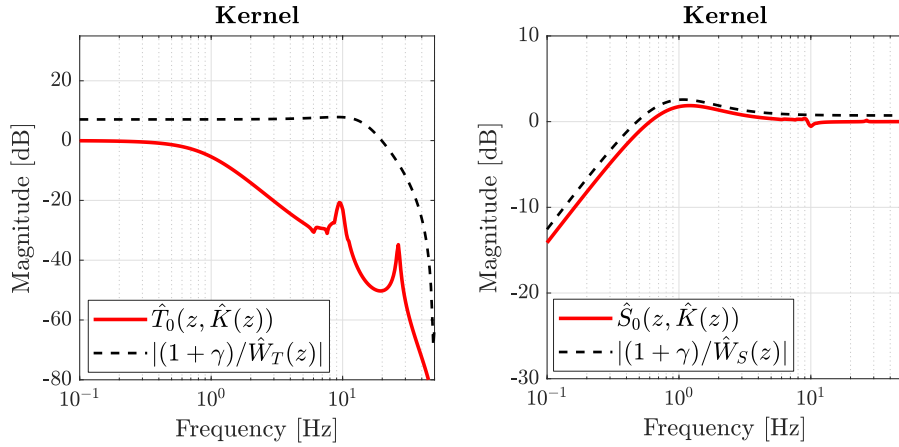 Kernel
Magnitude [dB]
20
0
-20
-40
-60
-80
T̂₀(z, K̂(z))
|(1 + γ)/Ŵ_T(z)|
10⁻¹
10⁰
10¹
Frequency [Hz]
Kernel
Magnitude [dB]
10
0
-10
-20
-30
Ŝ₀(z, K̂(z))
|(1 + γ)/Ŵ_S(z)|
10⁻¹
10⁰
10¹
Frequency [Hz]